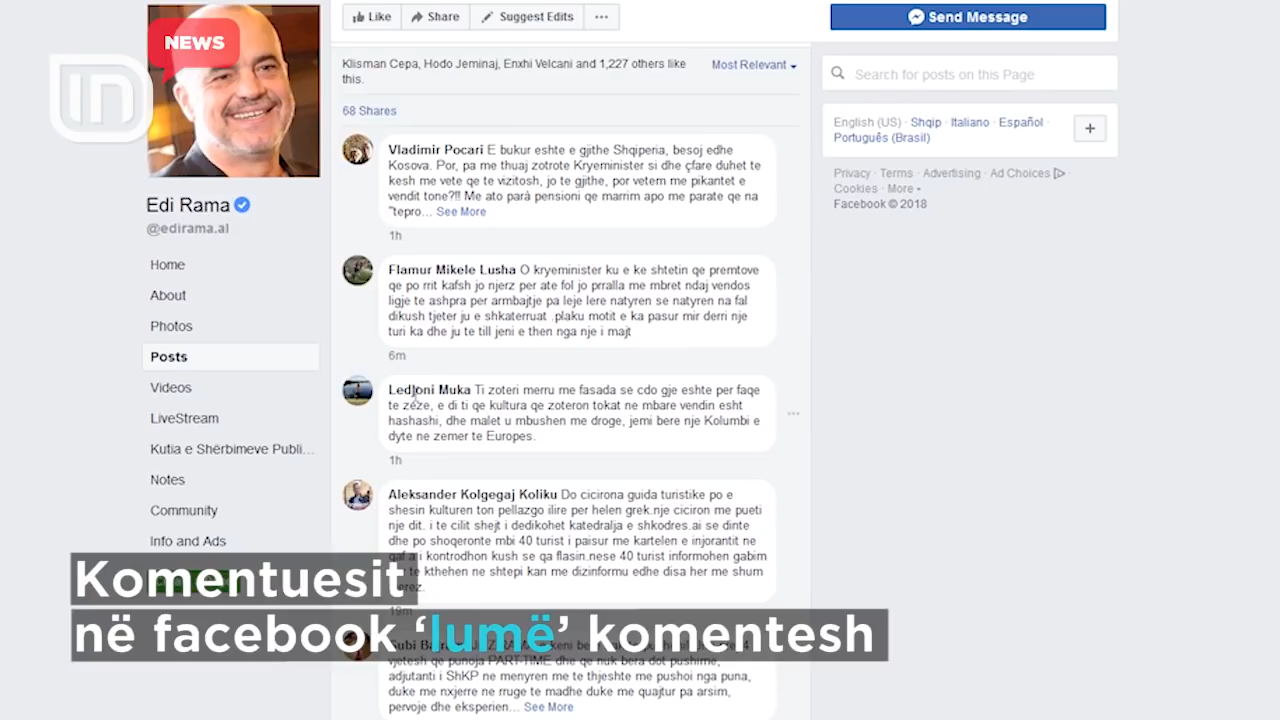 NEWS
IN
Edi Rama
@edirama.al
Home
About
Photos
Posts
Videos
LiveStream
Kutia e Shërbimeve Publi...
Notes
Community
Info and Ads
Like
Share
Suggest Edits
Klisman Cepa, Hodo Jeminaj, Enxhi Velcani and 1,227 others like
this.
Most Relevant
68 Shares
Vladimir Pocari E bukur eshte e gjithe Shqiperia, besoj edhe
Kosova. Por, pa me thuaj zotrote Kryeminister si dhe çfare duhet te
kesh me vete qe te vizitosh, jo te gjithe, por vetem me pikantet e
vendit tone?!! Me ato parà pensioni qe marrim apo me parate qe na
"tepro... See More
1h
Flamur Mikele Lusha O kryeminister ku e ke shtetin qe premtove
qe po rrit kafsh jo njerz per ate fol jo prralla me mbret ndaj vendos
ligje te ashpra per armbajtje pa leje lere natyren se natyren na fal
dikush tjeter ju e shkaterruat .plaku motit e ka pasur mir derri nje
turi ka dhe ju te till jeni e then nga nje i majt
6m
Ledjoni Muka Ti zoteri merru me fasada se cdo gje eshte per faqe
te zeze, e di ti qe kultura qe zoteron tokat ne mbare vendin esht
hashashi, dhe malet u mbushen me droge, jemi bere nje Kolumbi e
dyte ne zemer te Europes.
1h
Aleksander Kolgegaj Koliku Do cicirona guida turistike po e
shesin kulturen ton pellazgo ilire per helen grek.nje ciciron me pueti
nje dit. i te cilit shejt i dedikohet katedralja e shkodres.ai se dinte
dhe po shoqeronte mbi 40 turist i paisur me kartelen e injorantit ne
qaf a i kontrodhon kush se qa flasin.nese 40 turist informohen gabim
te kthehen ne shtepi kan me dizinformu edhe disa her me shum
19m
keni bere
vjetesh qe punoja PART-TIME dhe qe nuk bera dot pushime,
adjutanti i ShKP ne menyren me te thjeshte me pushoi nga puna,
duke me nxjerre ne rruge te madhe duke me quajtur pa arsim,
pervoje dhe eksperien... See More
Send Message
Search for posts on this Page
English (US) · Shqip · Italiano · Español ·
Português (Brasil)
Privacy · Terms · Advertising · Ad Choices ·
Cookies · More
Facebook © 2018
Komentuesit
në facebook ‘lumë’ komentesh